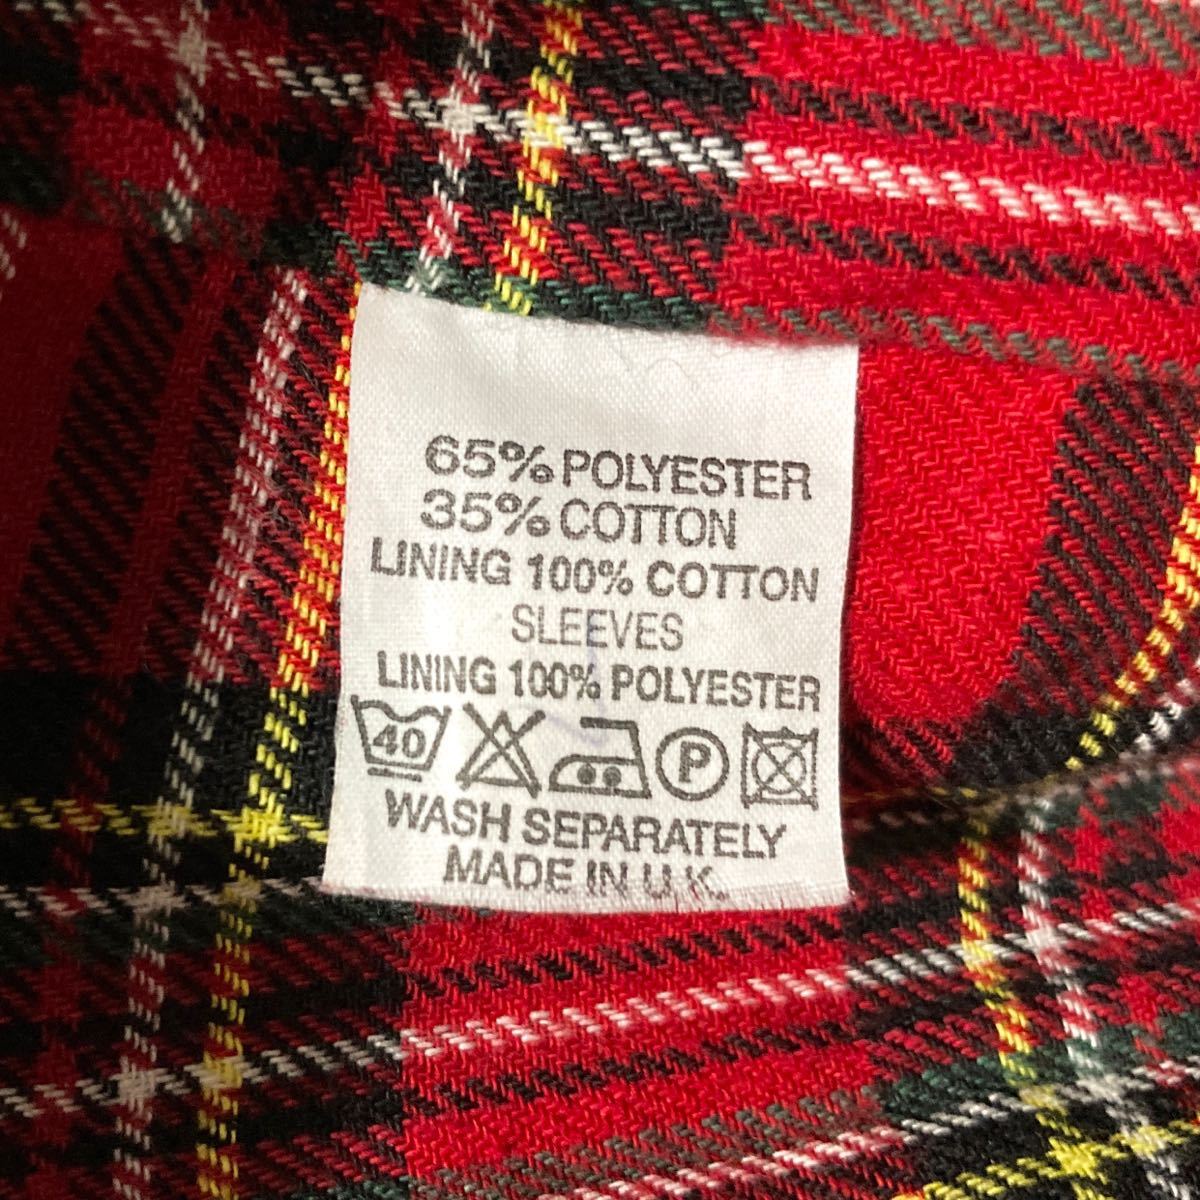 65% POLYESTER
35% COTTON
LINING 100% COTTON
SLEEVES
LINING 100% POLYESTER
40 P
WASH SEPARATELY
MADE IN U.K.